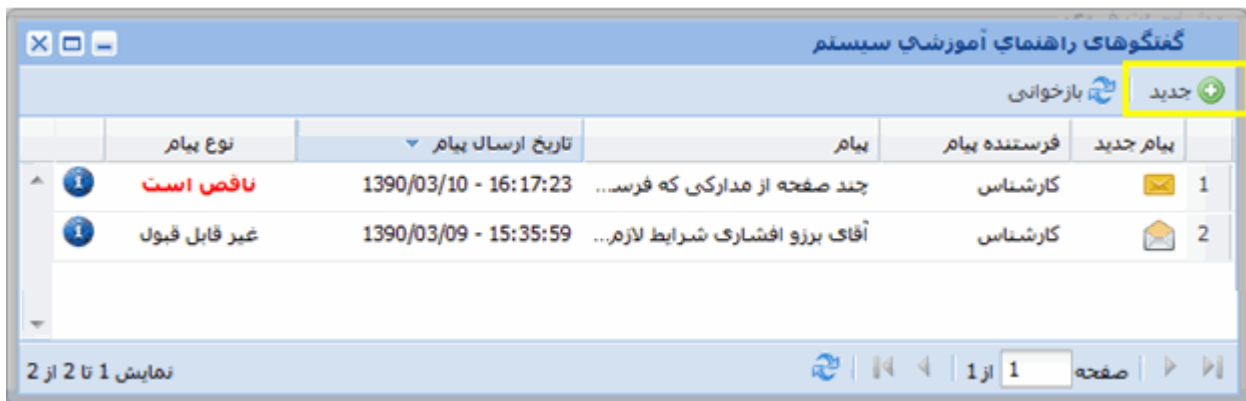 گفتگوهای راهنمای آموزشي سیستم
جدید بازخوانی
پیام جدید فرستنده پیام پیام تاریخ ارسال پیام نوع پیام
1 کارشناس چند صفحه از مدارکی که فرس... 1390/03/10 - 16:17:23 ناقص است
2 کارشناس آقای برزو افشاری شرایط لازم... 1390/03/09 - 15:35:59 غیر قابل قبول
صفحه 1 از 1 نمایش 1 تا 2 از 2